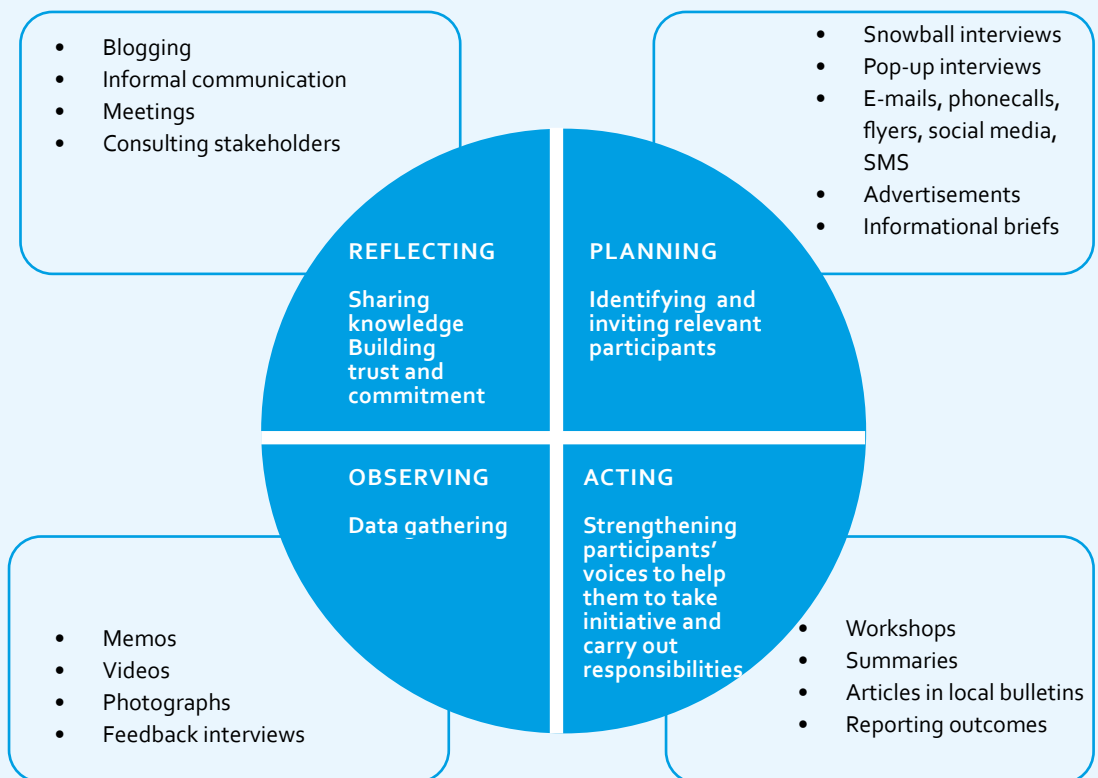 • Blogging
• Informal communication
• Meetings
• Consulting stakeholders
• Snowball interviews
• Pop-up interviews
• E-mails, phonecalls,
flyers, social media,
SMS
• Advertisements
• Informational briefs
REFLECTING
Sharing
knowledge
Building
trust and
commitment
PLANNING
Identifying and
inviting relevant
participants
OBSERVING
Data gathering
ACTING
Strengthening
participants’
voices to help
them to take
initiative and
carry out
responsibilities
• Memos
• Videos
• Photographs
• Feedback interviews
• Workshops
• Summaries
• Articles in local bulletins
• Reporting outcomes